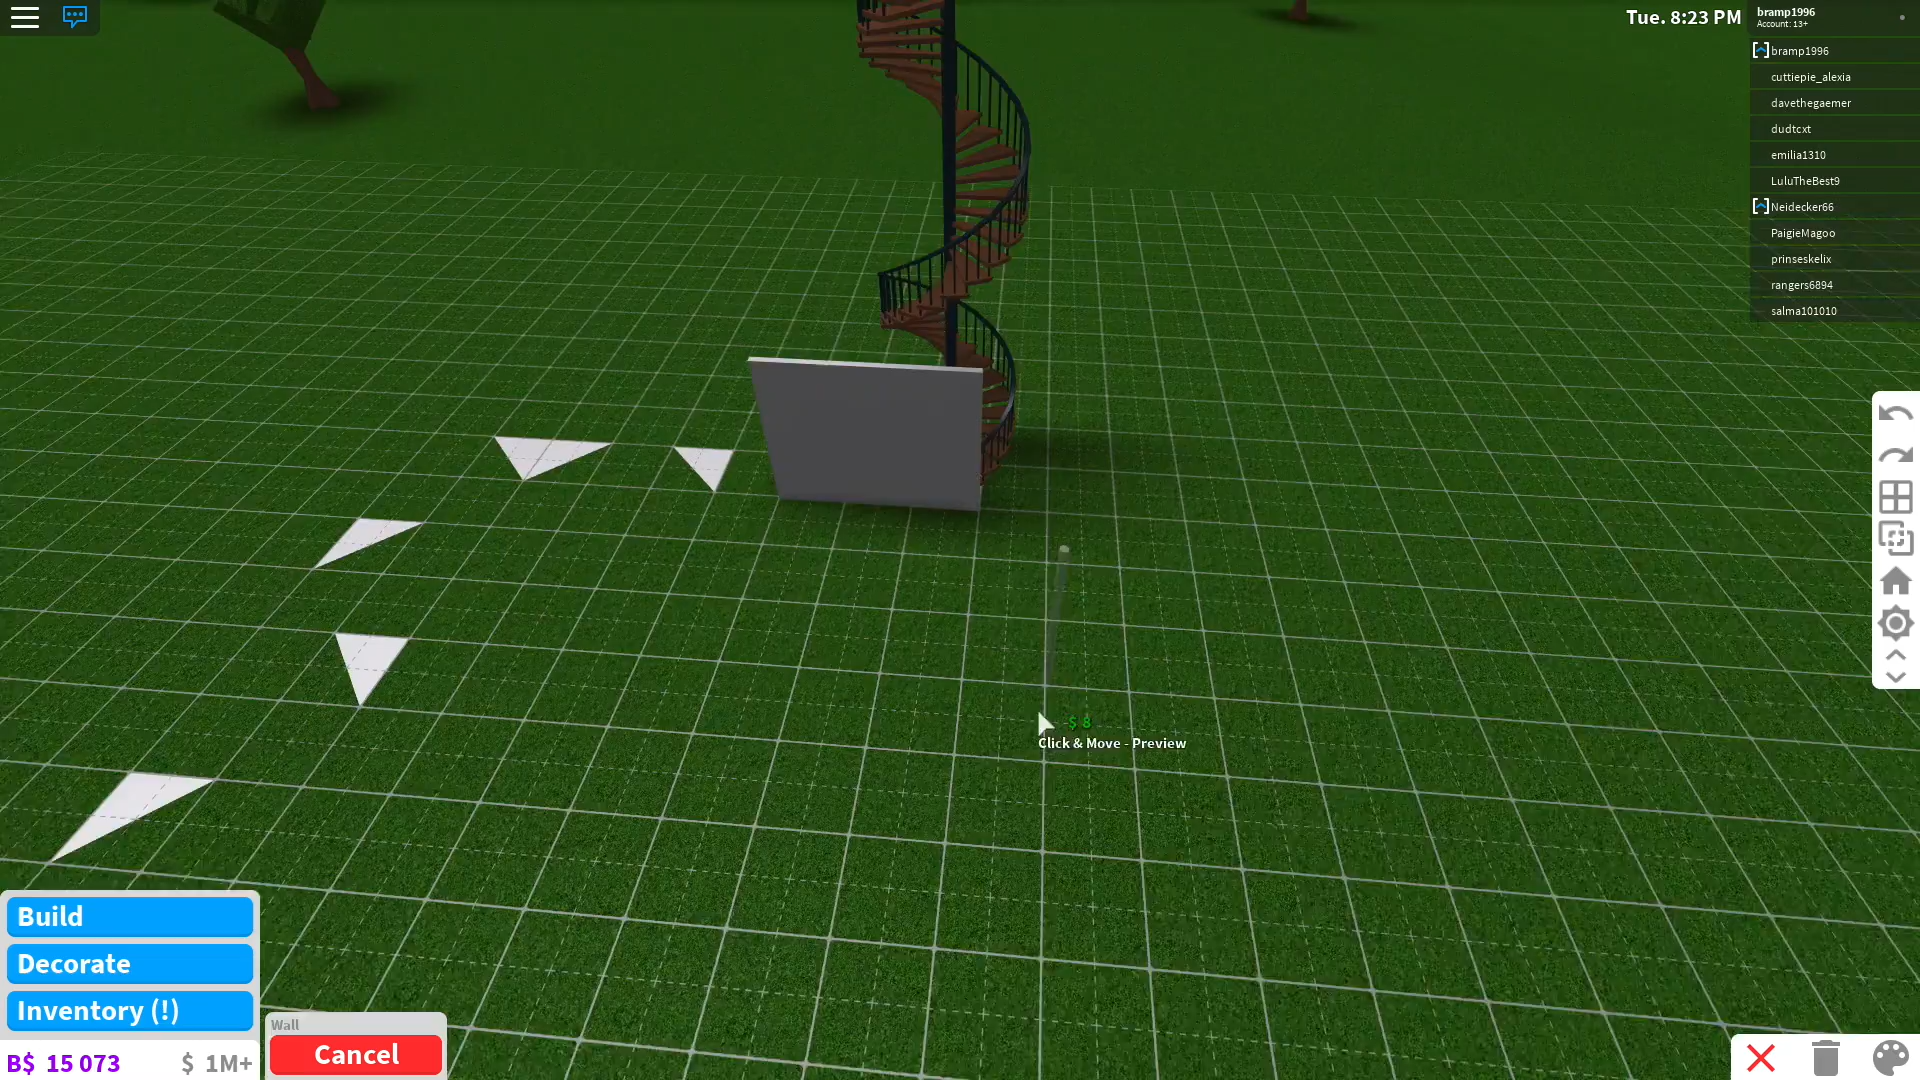 Tue. 8:23 PM
bramp1996
Account: 13+
bramp1996
cuttiepie_alexia
davethegaemer
dudtcxt
emilia1310
LuluTheBest9
Neidecker66
PaigieMagoo
prinseskelix
rangers6894
salma101010
$ 8
Click & Move - Preview
Build
Decorate
Inventory (!)
B$ 15 073 $ 1M+
Wall
Cancel